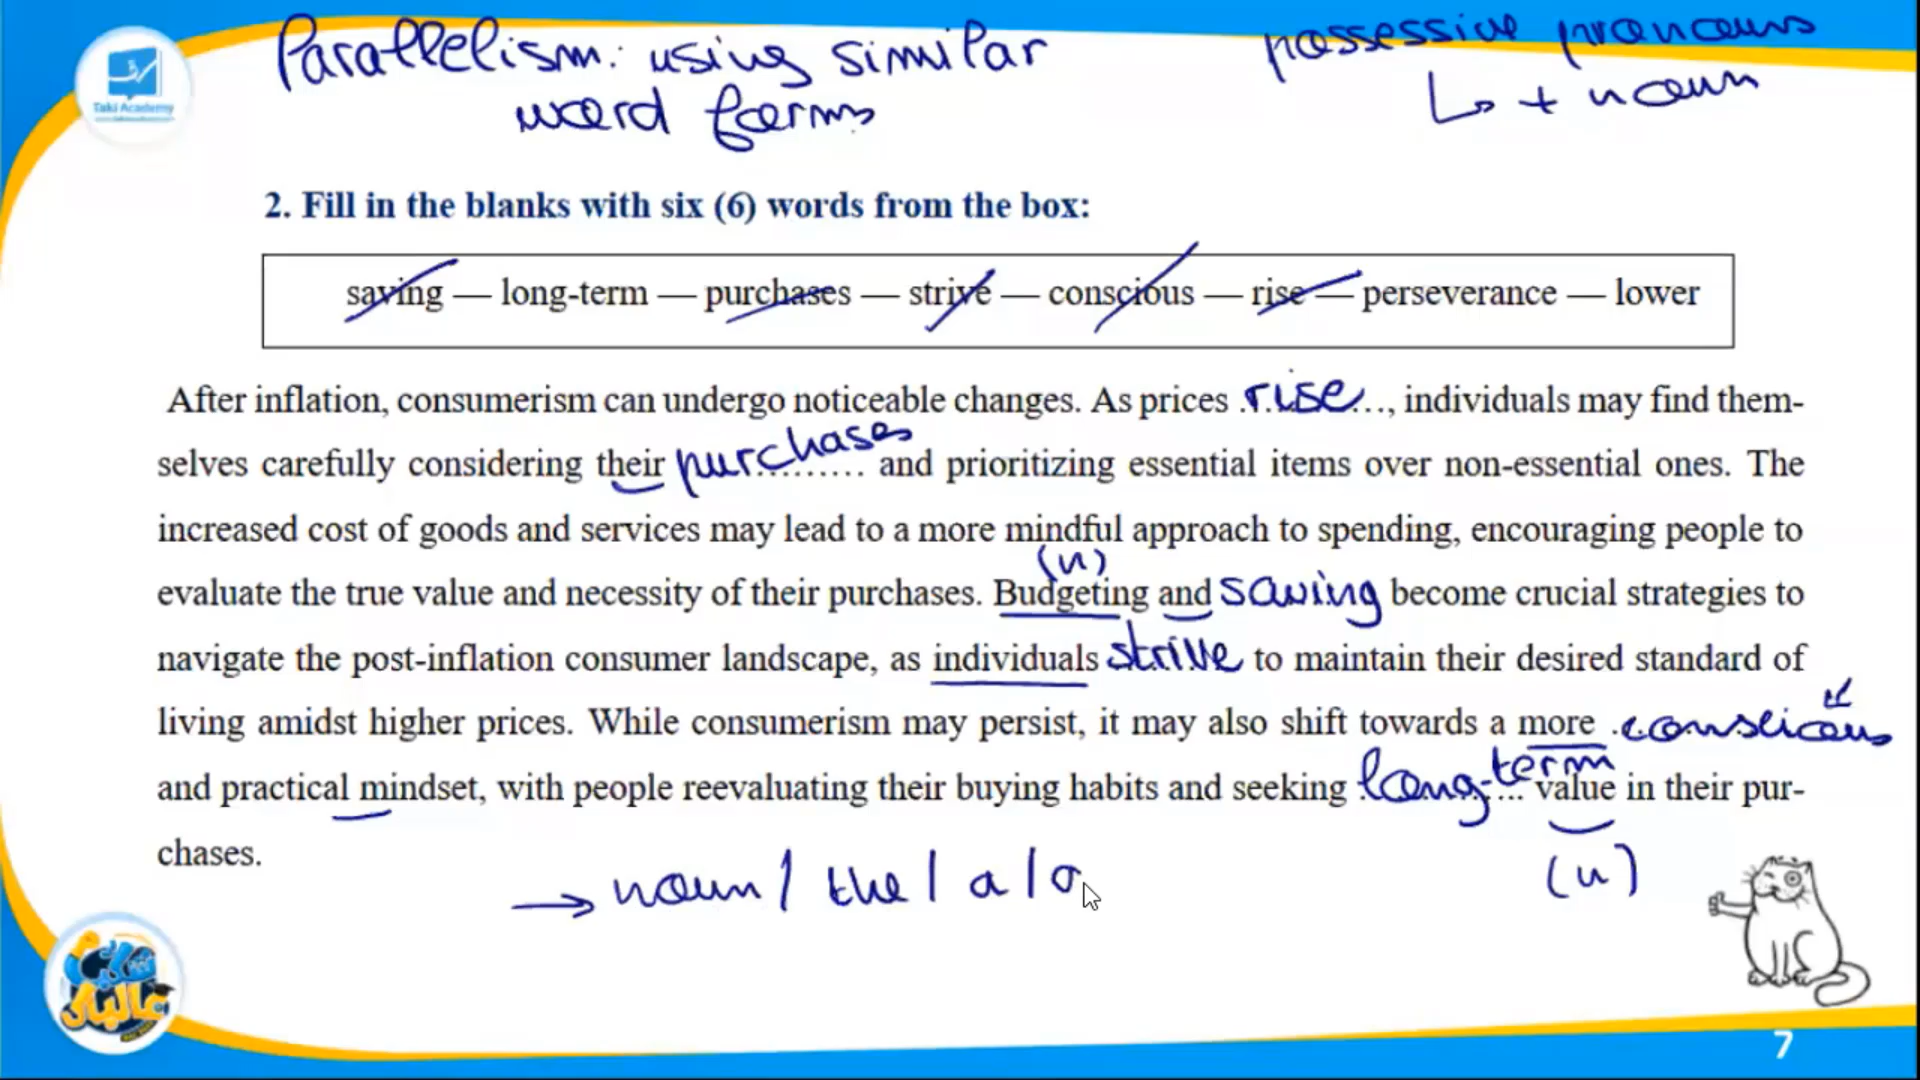 Parallelism: using similar
word forms
possessive pronouns
↳ + noun
Taki Academy
2. Fill in the blanks with six (6) words from the box:
saving — long-term — purchases — strive — conscious — rise — perseverance — lower
After inflation, consumerism can undergo noticeable changes. As prices .rise..., individuals may find them-
selves carefully considering their purchases ... and prioritizing essential items over non-essential ones. The
increased cost of goods and services may lead to a more mindful approach to spending, encouraging people to
(n)
evaluate the true value and necessity of their purchases. Budgeting and saving become crucial strategies to
navigate the post-inflation consumer landscape, as individuals strive to maintain their desired standard of
living amidst higher prices. While consumerism may persist, it may also shift towards a more .conscious
and practical mindset, with people reevaluating their buying habits and seeking long-term ... value in their pur-
chases.
→ noun / the / a / a
(n)
7